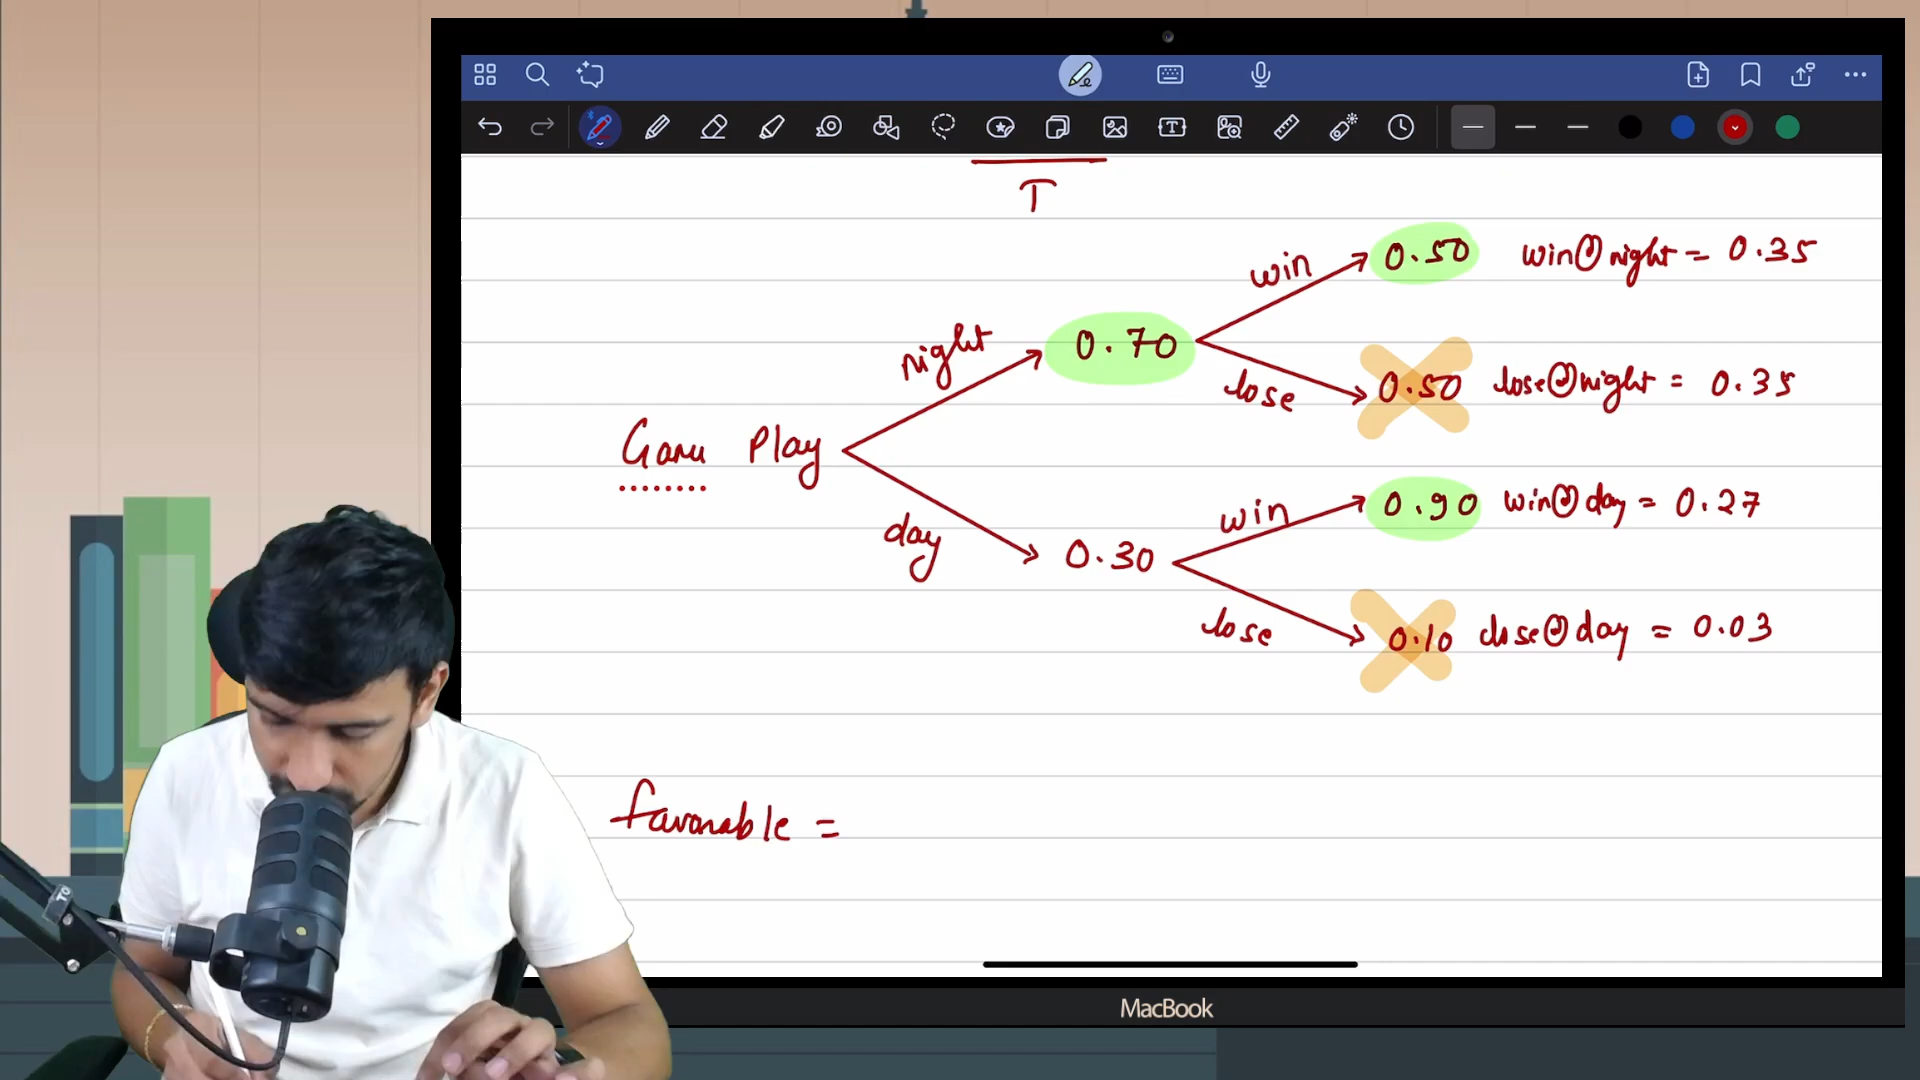 T
win 0.50 win@night = 0.35
night 0.70
lose 0.50 lose@night = 0.35
Game Play
day 0.30
win 0.90 win@day = 0.27
lose 0.10 lose@day = 0.03
favorable =
MacBook